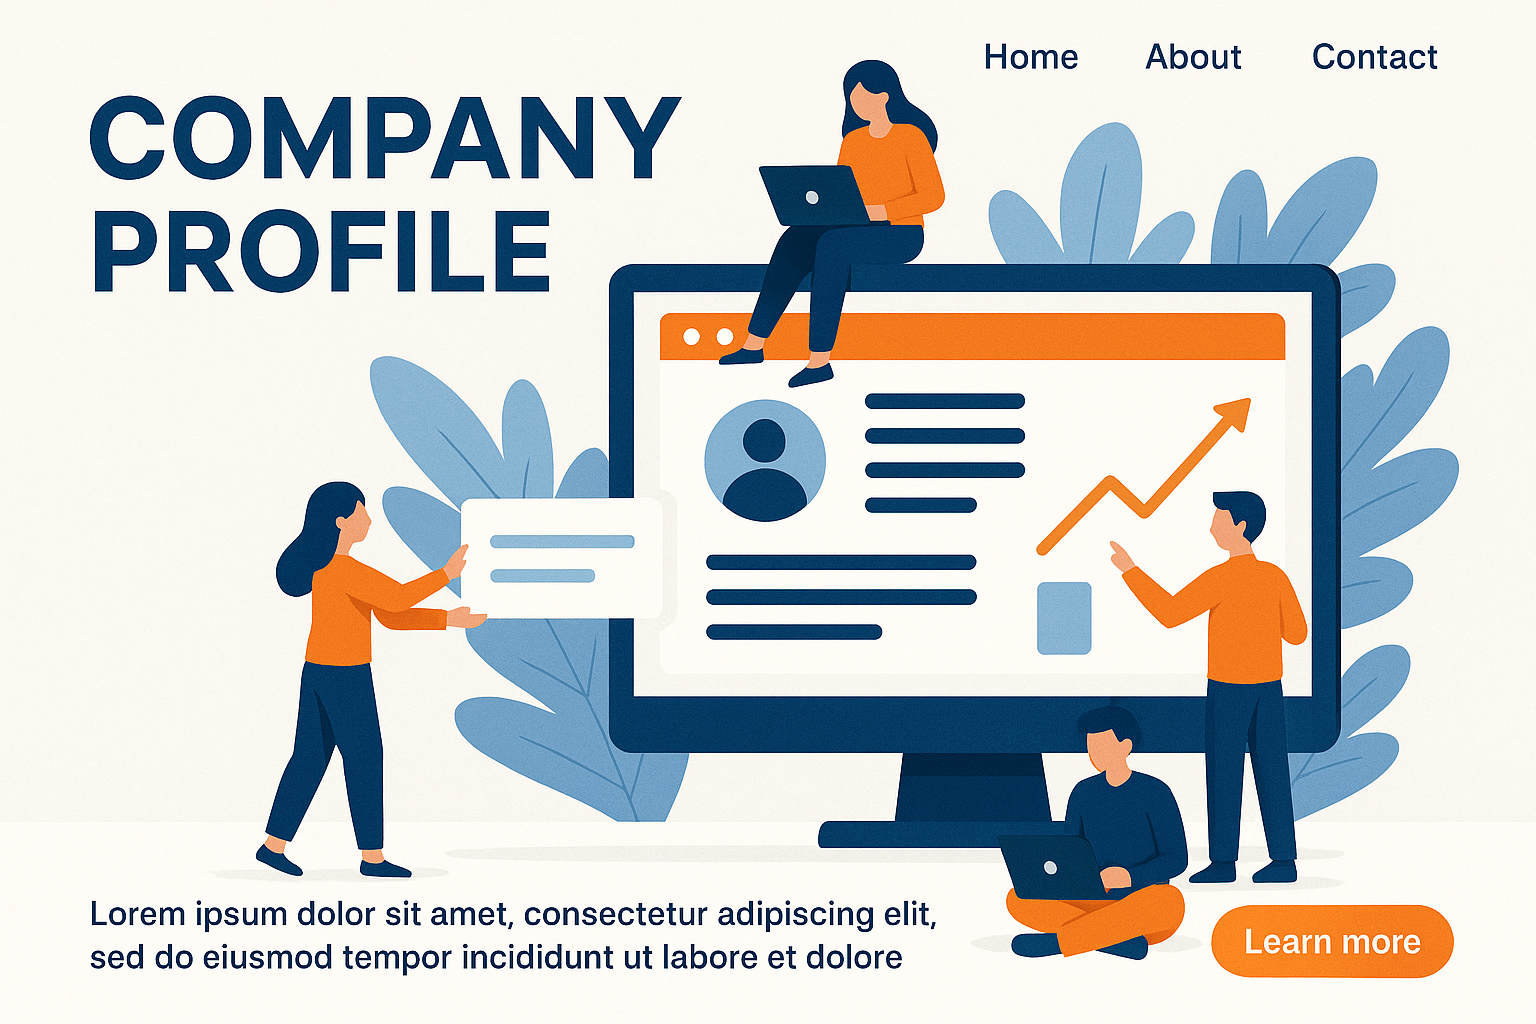 Home About Contact
COMPANY
PROFILE
Lorem ipsum dolor sit amet, consectetur adipiscing elit,
sed do eiusmod tempor incididunt ut labore et dolore
Learn more